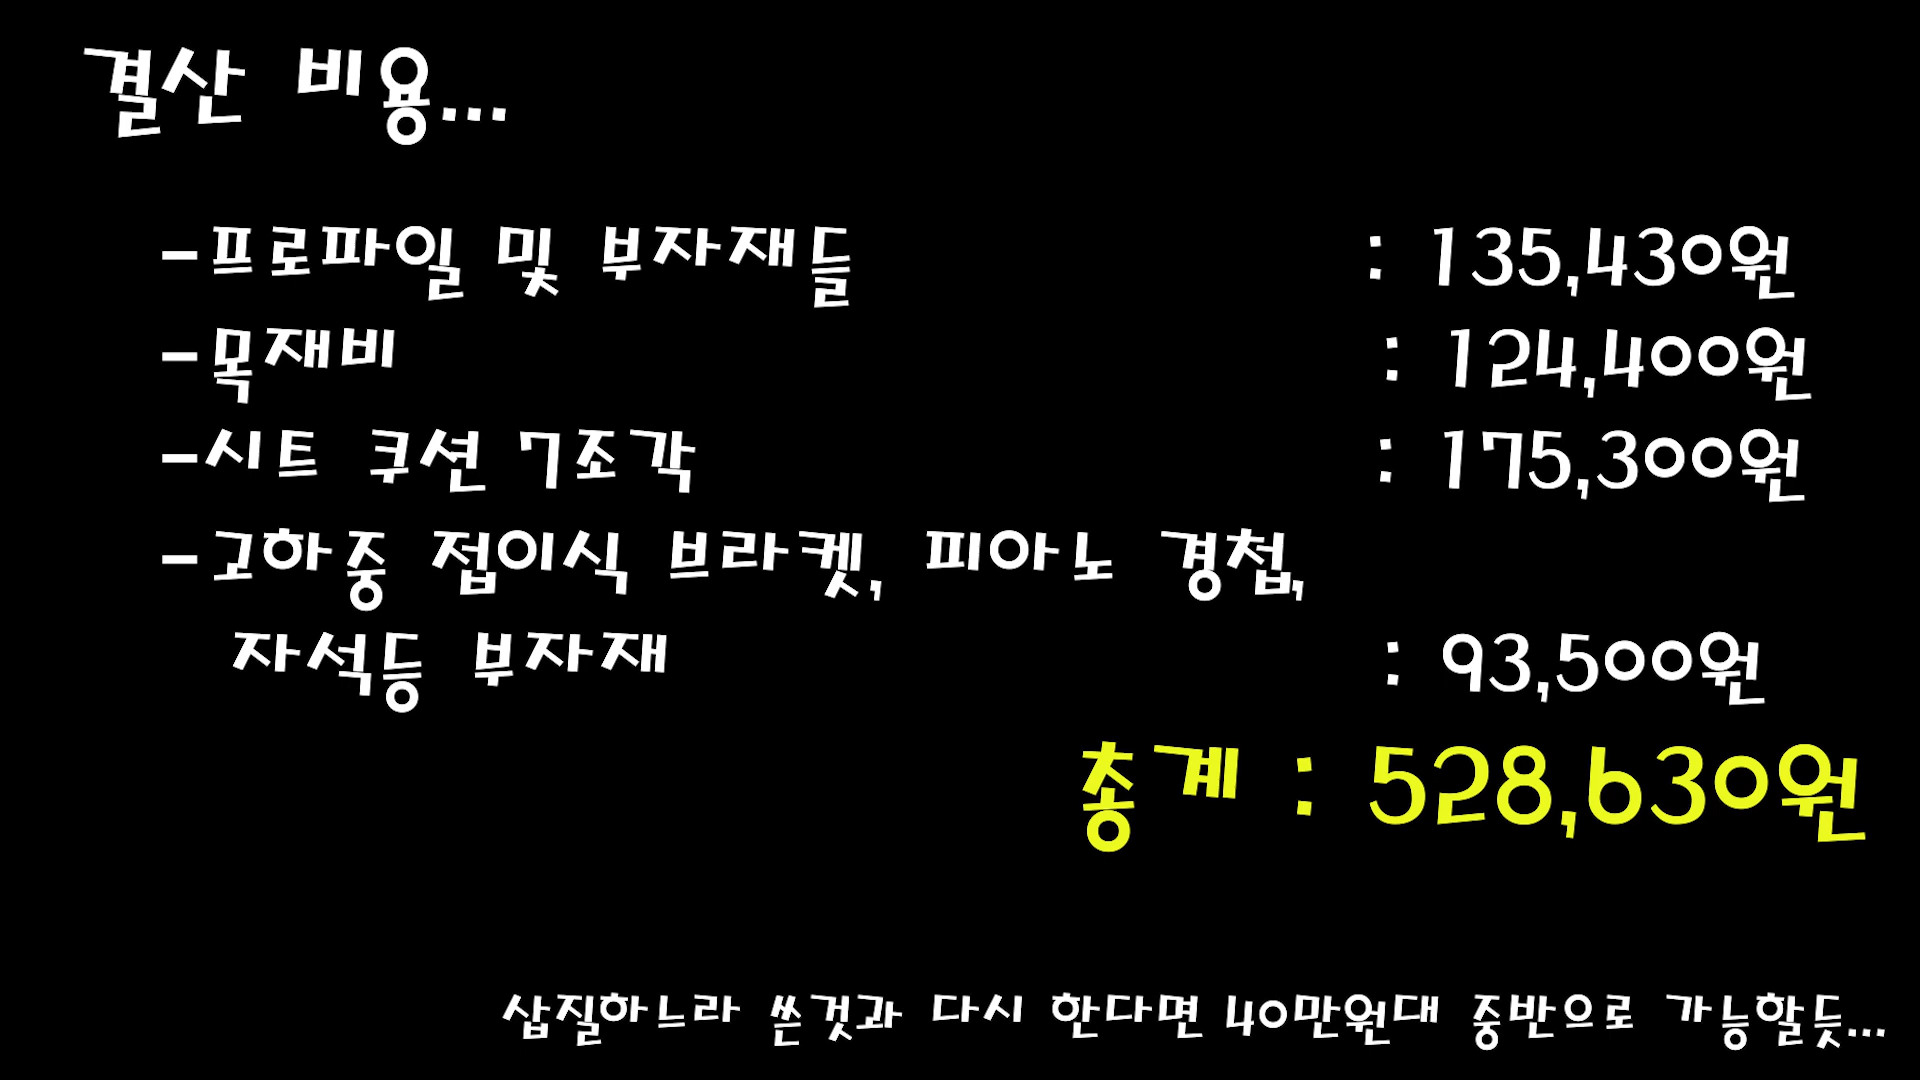 결산 비용...
-프로파일 및 부자재들 : 135,430원
-목재비 : 124,400원
-시트 쿠션 7조각 : 175,300원
-고하중 접이식 브라켓, 피아노 경첩,
자석등 부자재 : 93,500원
총계 : 528,630원
삽질하느라 쓴것과 다시 한다면 40만원대 중반으로 가능할듯...